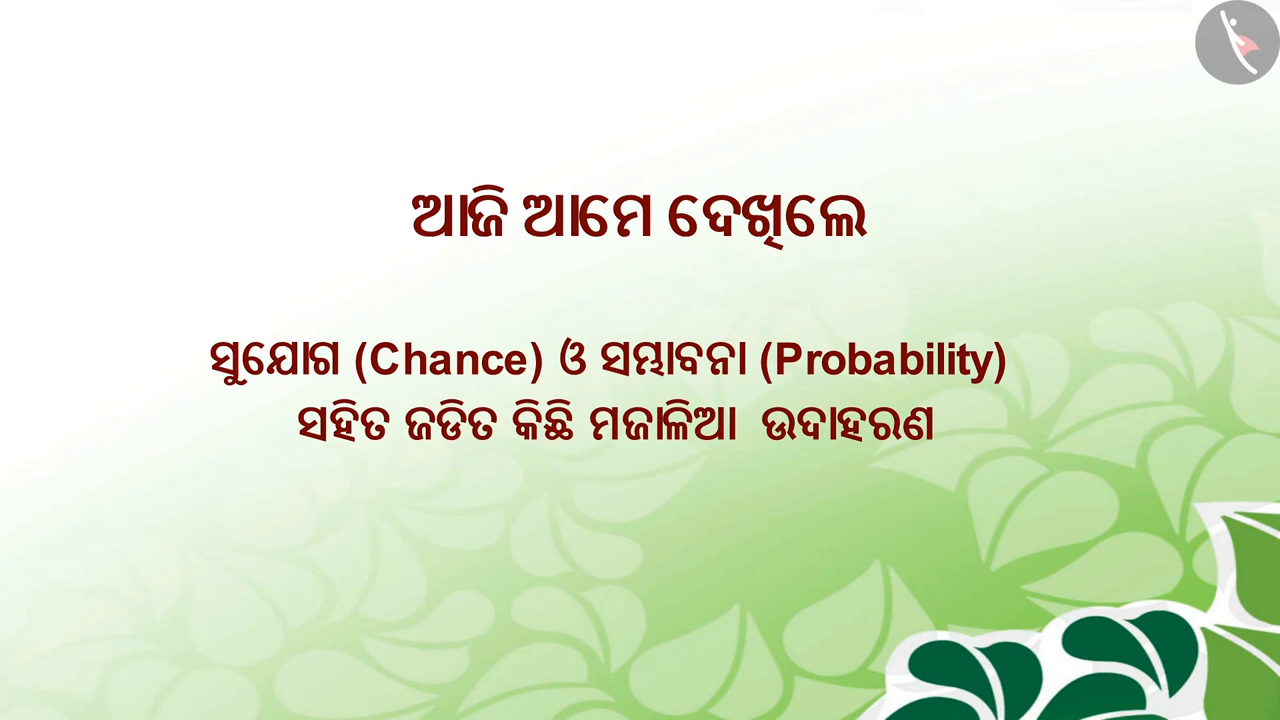 ଆଜି ଆମେ ଦେଖିଲେ
ସୁଯୋଗ (Chance) ଓ ସମ୍ଭାବନା (Probability)
ସହିତ ଜଡିତ କିଛି ମଜାଳିଆ ଉଦାହରଣ